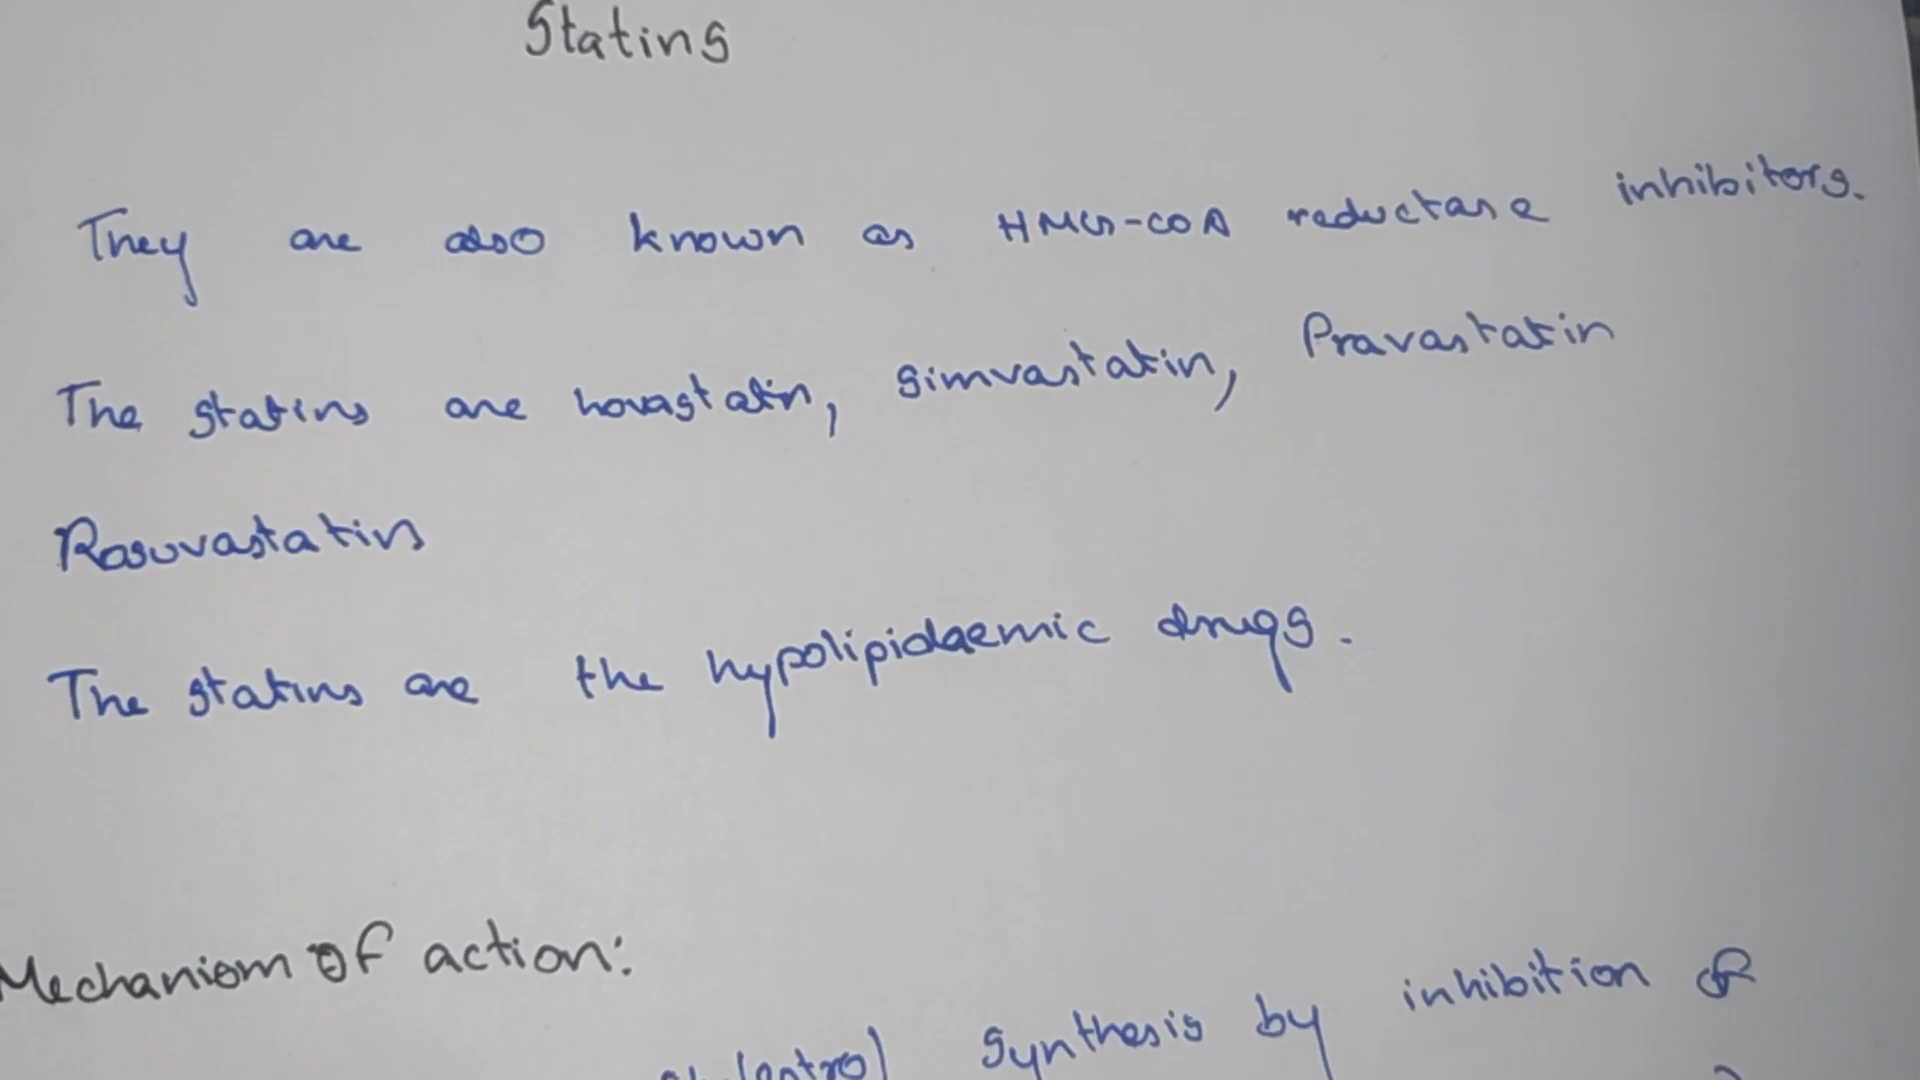 Statins
They are also known as HMG-COA reductase inhibitors.
The statins are lovastatin, simvastatin, Pravastatin
Rosuvastatin
The statins are the hypolipidaemic drugs.
Mechanism of action:
synthesis by inhibition of